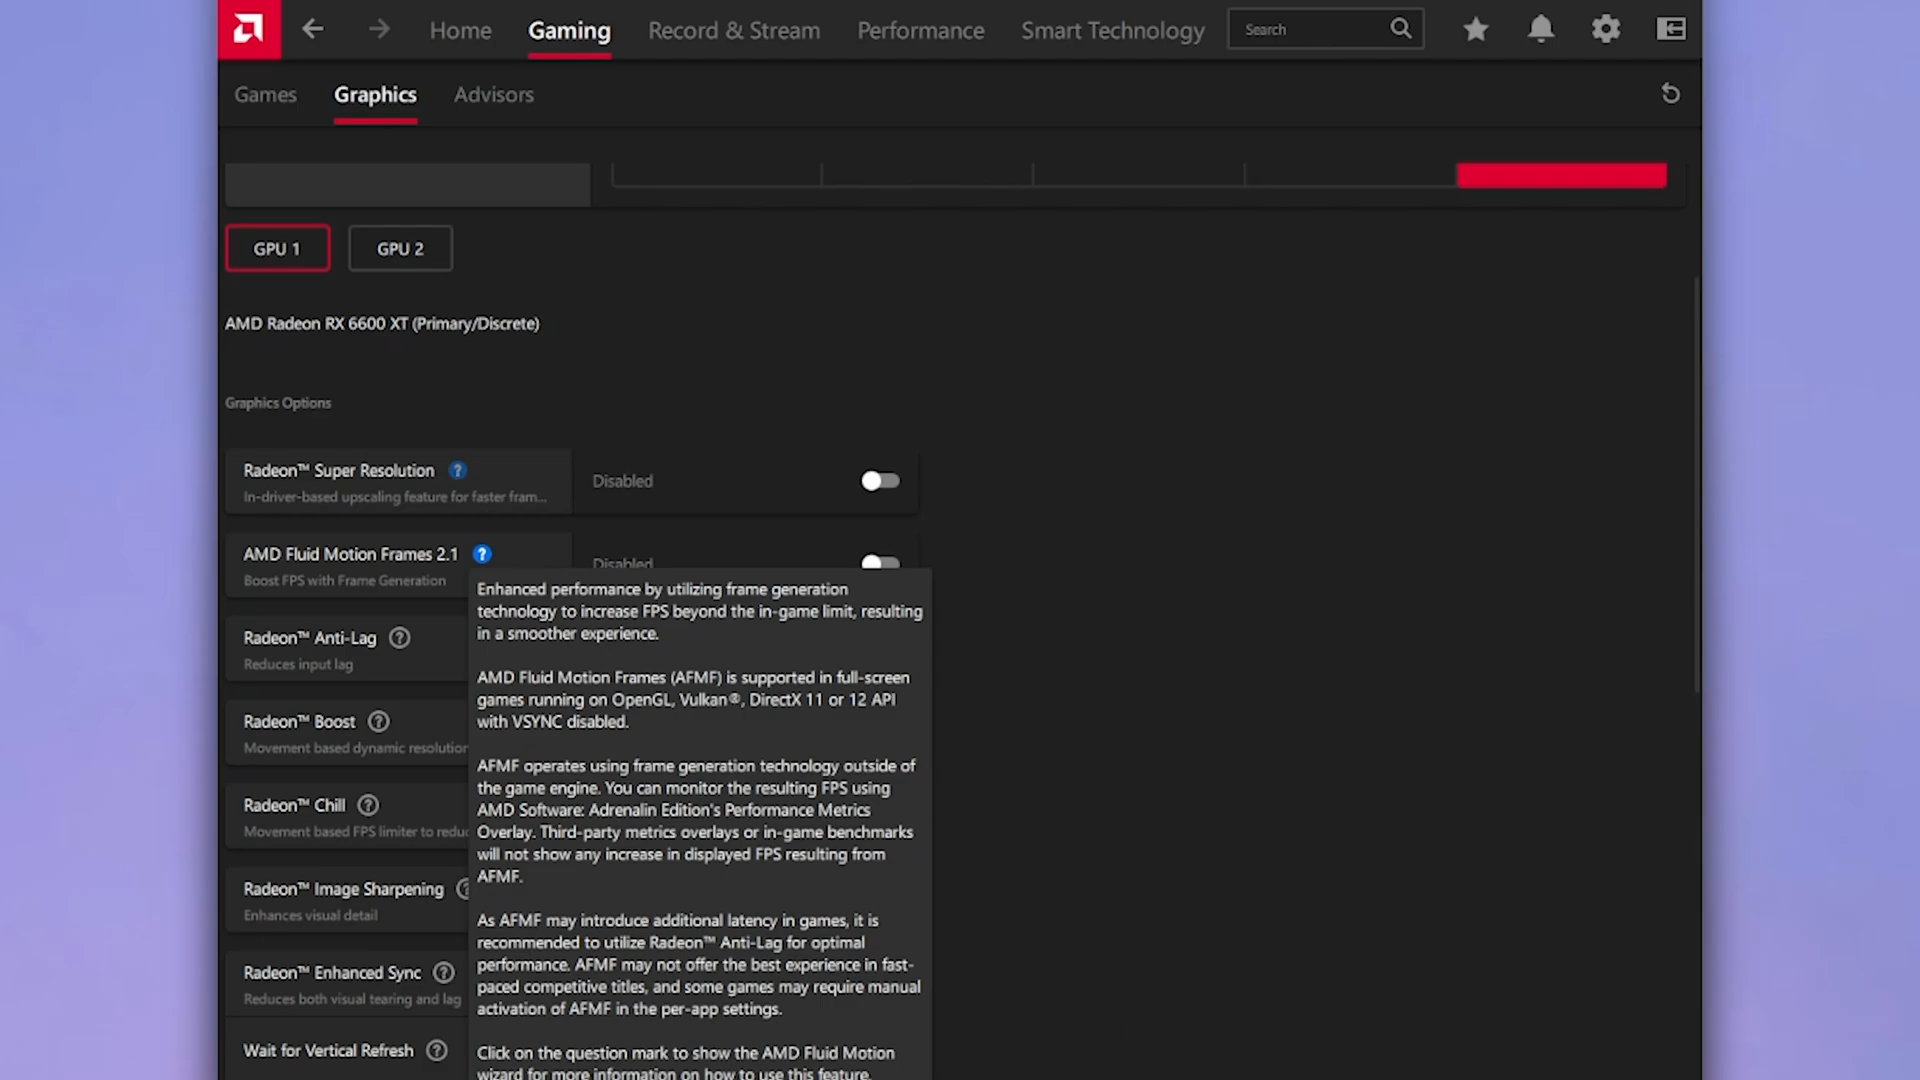 Home
Gaming
Record & Stream
Performance
Smart Technology
Search
Games
Graphics
Advisors
GPU 1
GPU 2
AMD Radeon RX 6600 XT (Primary/Discrete)
Graphics Options
Radeon™ Super Resolution ?
In-driver-based upscaling feature for faster fram...
Disabled
AMD Fluid Motion Frames 2.1 ?
Boost FPS with Frame Generation
Disabled
Radeon™ Anti-Lag ?
Reduces input lag
Radeon™ Boost ?
Movement based dynamic resolution
Radeon™ Chill ?
Movement based FPS limiter to reduc
Radeon™ Image Sharpening ?
Enhances visual detail
Radeon™ Enhanced Sync ?
Reduces both visual tearing and lag
Wait for Vertical Refresh ?
Enhanced performance by utilizing frame generation
technology to increase FPS beyond the in-game limit, resulting
in a smoother experience.
AMD Fluid Motion Frames (AFMF) is supported in full-screen
games running on OpenGL, Vulkan®, DirectX 11 or 12 API
with VSYNC disabled.
AFMF operates using frame generation technology outside of
the game engine. You can monitor the resulting FPS using
AMD Software: Adrenalin Edition's Performance Metrics
Overlay. Third-party metrics overlays or in-game benchmarks
will not show any increase in displayed FPS resulting from
AFMF.
As AFMF may introduce additional latency in games, it is
recommended to utilize Radeon™ Anti-Lag for optimal
performance. AFMF may not offer the best experience in fast-
paced competitive titles, and some games may require manual
activation of AFMF in the per-app settings.
Click on the question mark to show the AMD Fluid Motion
wizard for more information on how to use this feature.